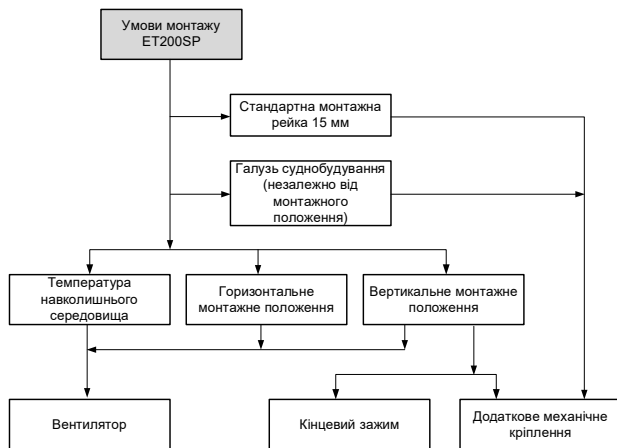 Умови монтажу
ET200SP
Стандартна монтажна
рейка 15 мм
Галузь суднобудування
(незалежно від
монтажного
положення)
Температура
навколишнього
середовища
Горизонтальне
монтажне положення
Вертикальне монтажне
положення
Вентилятор
Кінцевий зажим
Додаткове механічне
кріплення